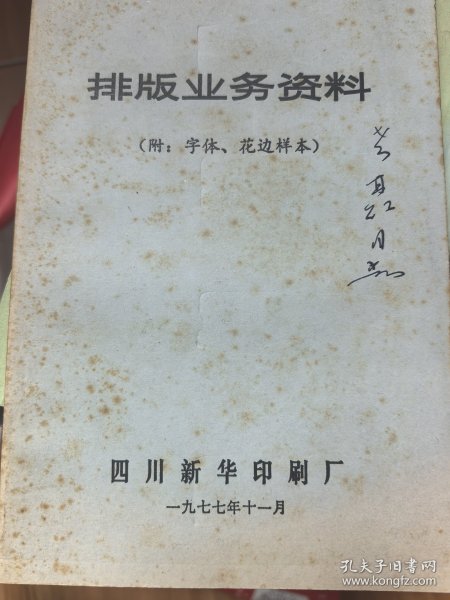 排版业务资料
（附：字体、花边样本）
四川新华印刷厂
一九七七年十一月
孔夫子旧书网
www.kongfz.com